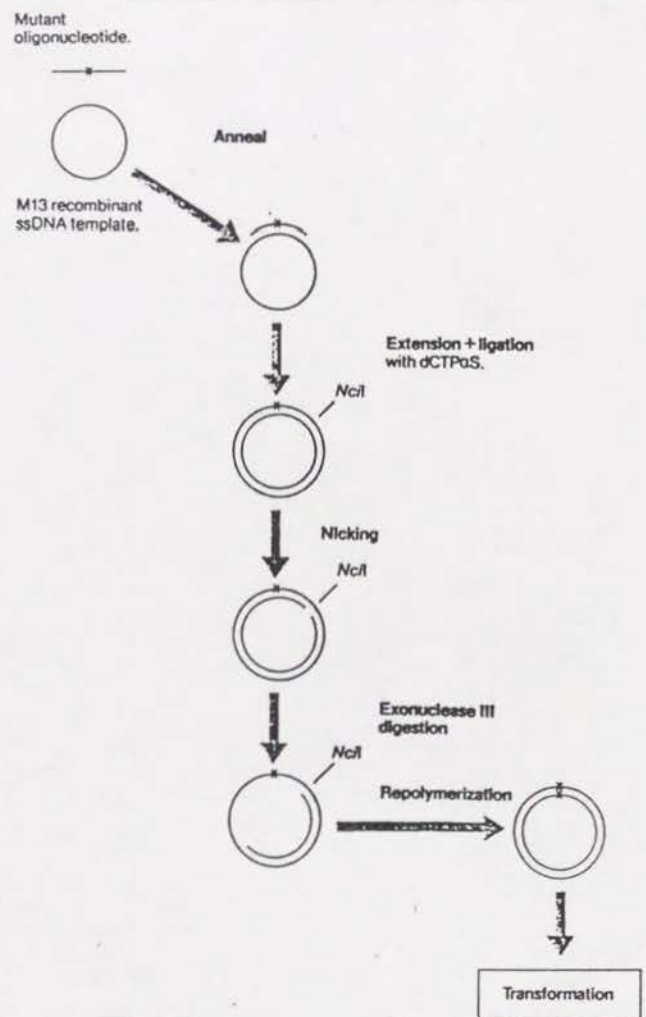 Mutant
oligonucleotide.
Anneal
M13 recombinant
ssDNA template.
Extension + ligation
with dCTPαS.
NciI
Nicking
NciI
Exonuclease III
digestion
NciI
Repolymerization
Transformation